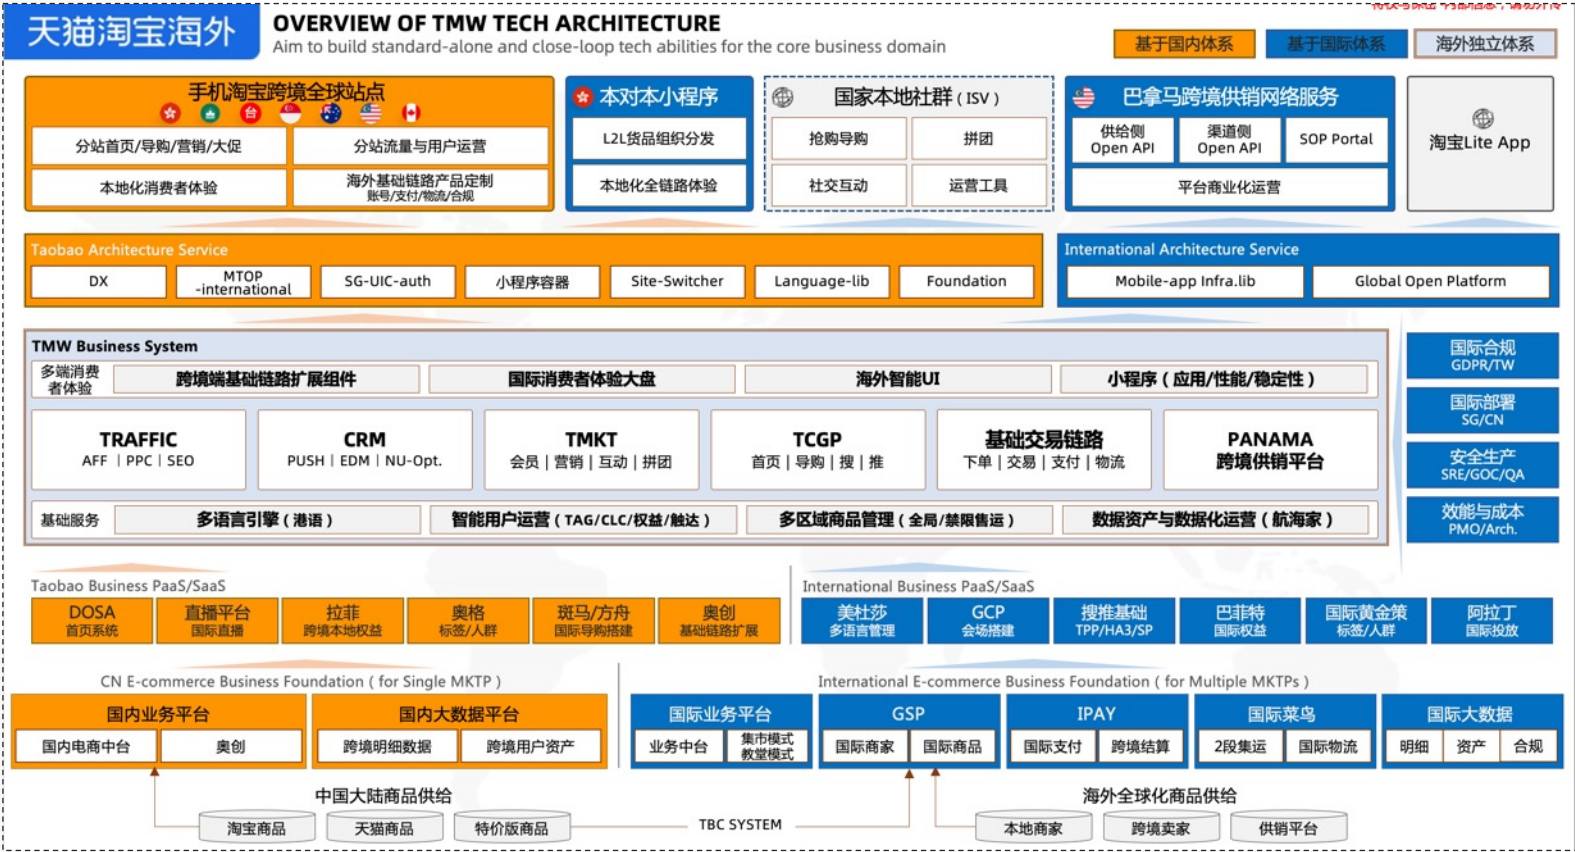 天猫淘宝海外
OVERVIEW OF TMW TECH ARCHITECTURE
Aim to build standard-alone and close-loop tech abilities for the core business domain
基于国内体系
基于国际体系
海外独立体系
手机淘宝跨境全球站点
分站首页/导购/营销/大促
分站流量与用户运营
本地化消费者体验
海外基础链路产品定制
账号/支付/物流/合规
本对本小程序
L2L货品组织分发
本地化全链路体验
国家本地社群(ISV)
抢购导购
拼团
社交互动
运营工具
巴拿马跨境供销网络服务
供给侧
Open API
渠道侧
Open API
SOP Portal
平台商业化运营
淘宝Lite App
Taobao Architecture Service
DX
MTOP
-international
SG-UIC-auth
小程序容器
Site-Switcher
Language-lib
Foundation
International Architecture Service
Mobile-app Infra.lib
Global Open Platform
TMW Business System
多端消费
者体验
跨境端基础链路扩展组件
国际消费者体验大盘
海外智能UI
小程序(应用/性能/稳定性)
TRAFFIC
AFF | PPC | SEO
CRM
PUSH | EDM | NU-Opt.
TMKT
会员 | 营销 | 互动 | 拼团
TCGP
首页 | 导购 | 搜 | 推
基础交易链路
下单 | 交易 | 支付 | 物流
PANAMA
跨境供销平台
基础服务
多语言引擎(港语)
智能用户运营(TAG/CLC/权益/触达)
多区域商品管理(全局/禁限售运)
数据资产与数据化运营(航海家)
国际合规
GDPR/TW
国际部署
SG/CN
安全生产
SRE/GOC/QA
效能与成本
PMO/Arch.
Taobao Business PaaS/SaaS
DOSA
首页系统
直播平台
国际直播
拉菲
跨境本地权益
奥格
标签/人群
斑马/方舟
国际导购搭建
奥创
基础链路扩展
International Business PaaS/SaaS
美杜莎
多语言管理
GCP
会场搭建
搜推基础
TPP/HA3/SP
巴菲特
国际权益
国际黄金策
标签/人群
阿拉丁
国际投放
CN E-commerce Business Foundation ( for Single MKTP )
国内业务平台
国内电商中台
奥创
国内大数据平台
跨境明细数据
跨境用户资产
International E-commerce Business Foundation ( for Multiple MKTPs )
国际业务平台
业务中台
集市模式
教堂模式
GSP
国际商家
国际商品
IPAY
国际支付
跨境结算
国际菜鸟
2段集运
国际物流
国际大数据
明细
资产
合规
中国大陆商品供给
淘宝商品
天猫商品
特价版商品
TBC SYSTEM
海外全球化商品供给
本地商家
跨境卖家
供销平台